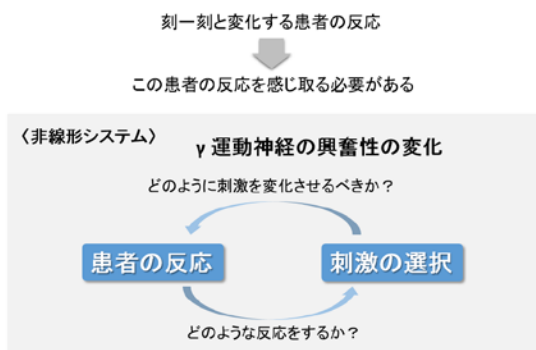 刻一刻と変化する患者の反応
この患者の反応を感じ取る必要がある
〈非線形システム〉
γ 運動神経の興奮性の変化
どのように刺激を変化させるべきか？
患者の反応
刺激の選択
どのような反応をするか？